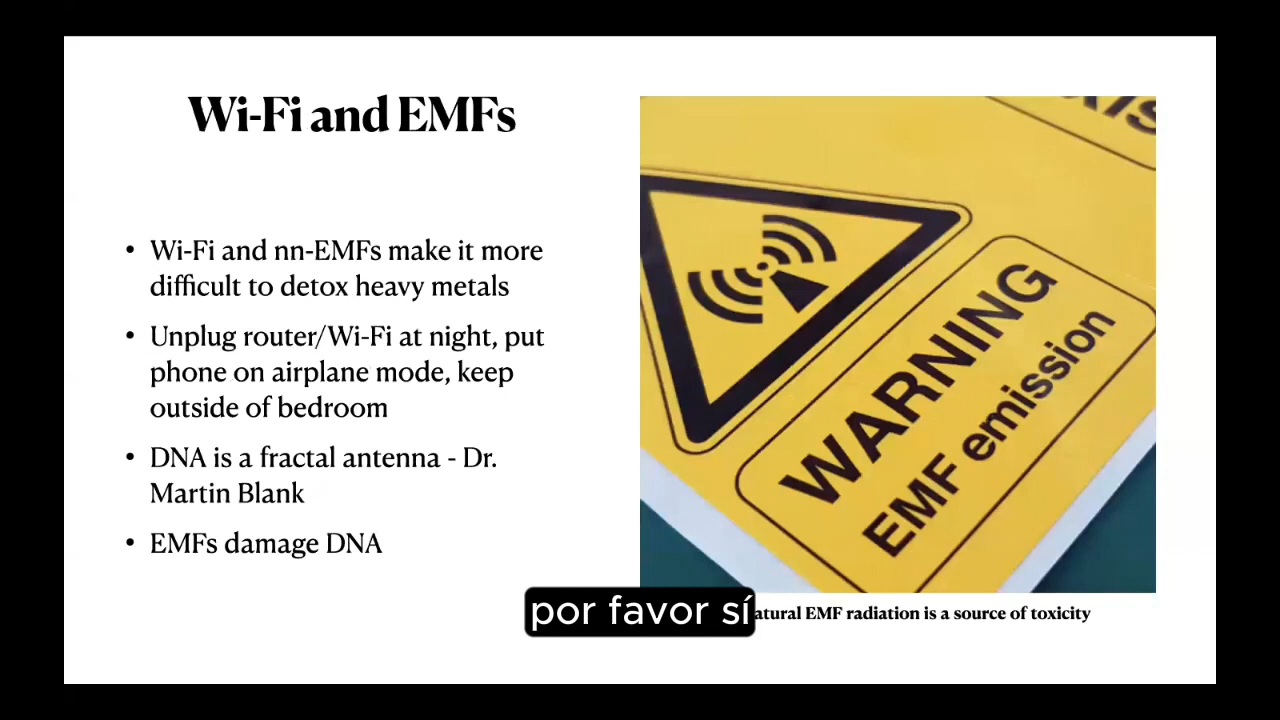 Wi-Fi and EMFs
• Wi-Fi and nn-EMFs make it more
difficult to detox heavy metals
• Unplug router/Wi-Fi at night, put
phone on airplane mode, keep
outside of bedroom
• DNA is a fractal antenna - Dr.
Martin Blank
• EMFs damage DNA
WARNING
EMF emission
EMF radiation is a source of toxicity
por favor sí